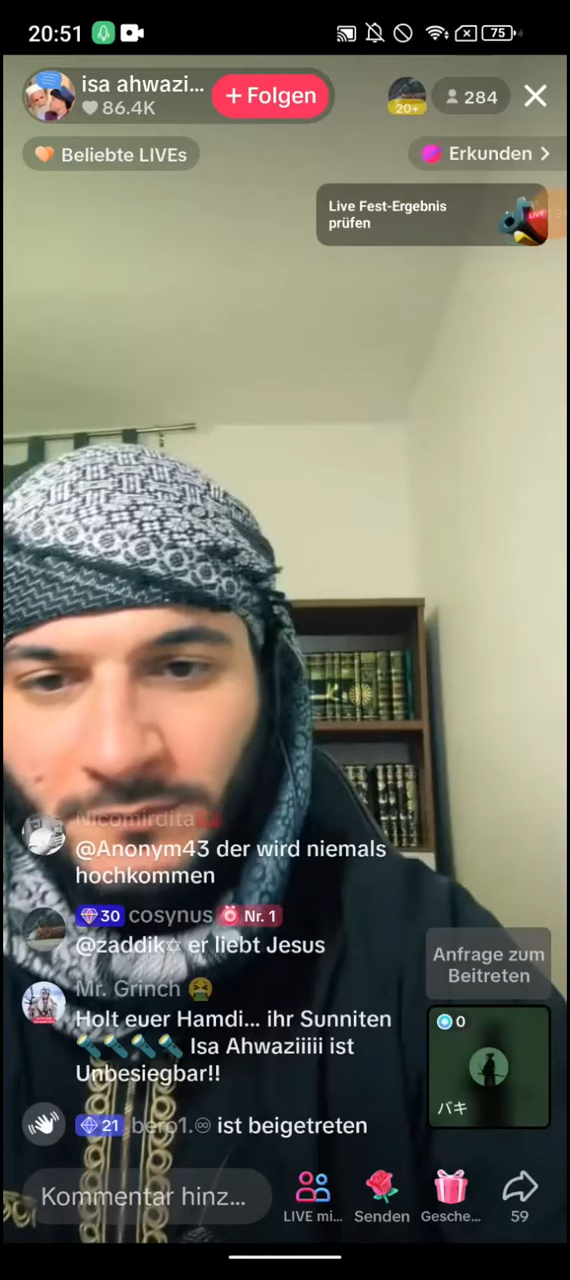 20:51
75
isa ahwazi...
+ Folgen
86.4K
20+
284
Beliebte LIVEs
Erkunden
Live Fest-Ergebnis
prüfen
LIVE
Nicomirdita
@Anonym43 der wird niemals
hochkommen
30 cosynus Nr. 1
@zaddik✡ er liebt Jesus
Mr. Grinch 🤮
Holt euer Hamdi... ihr Sunniten
🔦🔦🔦🔦 Isa Ahwaziiiii ist
Unbesiegbar!!
21 bero1.♾ ist beigetreten
Anfrage zum
Beitreten
0
バキ
Kommentar hinz...
LIVE mi...
Senden
Gesche...
59